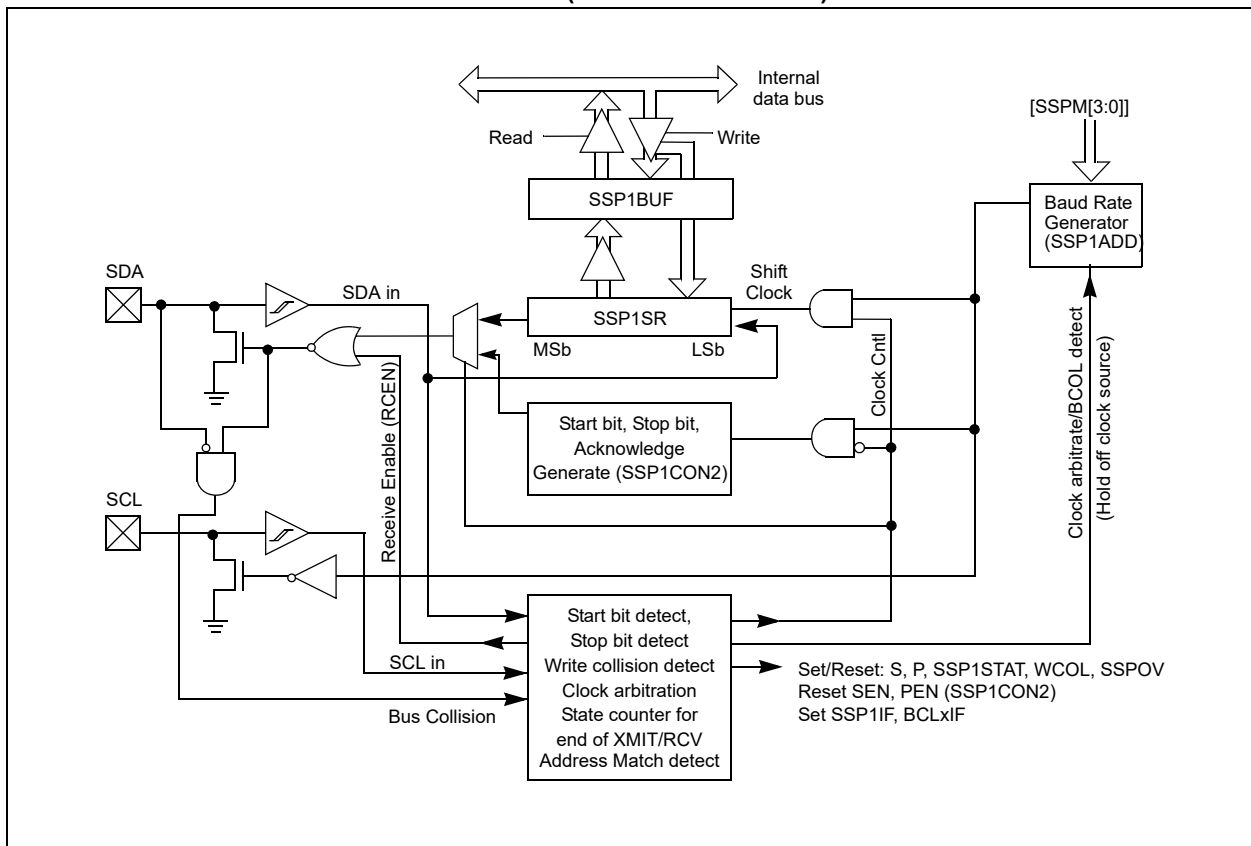 Internal
data bus
[SSPM[3:0]]
Read
Write
SSP1BUF
Baud Rate
Generator
(SSP1ADD)
SDA
SDA in
Shift
Clock
SSP1SR
MSb
LSb
Receive Enable (RCEN)
Clock Cntl
Clock arbitrate/BCOL detect
(Hold off clock source)
Start bit, Stop bit,
Acknowledge
Generate (SSP1CON2)
SCL
SCL in
Bus Collision
Start bit detect,
Stop bit detect
Write collision detect
Clock arbitration
State counter for
end of XMIT/RCV
Address Match detect
Set/Reset: S, P, SSP1STAT, WCOL, SSPOV
Reset SEN, PEN (SSP1CON2)
Set SSP1IF, BCLxIF